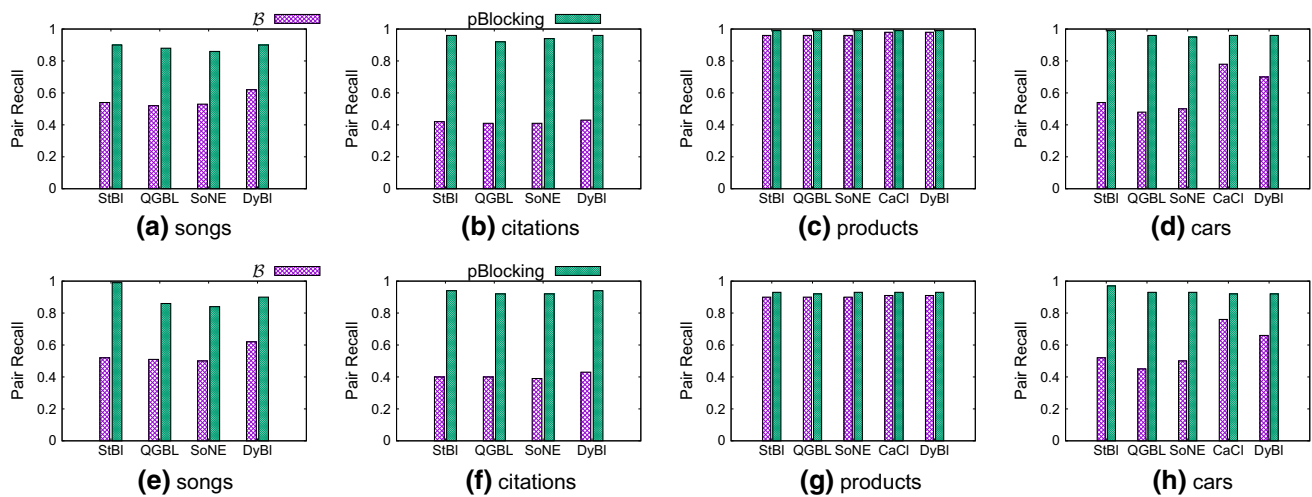 ℬ
pBlocking
Pair Recall
1
0.8
0.6
0.4
0.2
0
StBl QGBL SoNE DyBl
(a) songs
Pair Recall
1
0.8
0.6
0.4
0.2
0
StBl QGBL SoNE DyBl
(b) citations
Pair Recall
1
0.8
0.6
0.4
0.2
0
StBl QGBL SoNE CaCl DyBl
(c) products
Pair Recall
1
0.8
0.6
0.4
0.2
0
StBl QGBL SoNE CaCl DyBl
(d) cars
ℬ
pBlocking
Pair Recall
1
0.8
0.6
0.4
0.2
0
StBl QGBL SoNE DyBl
(e) songs
Pair Recall
1
0.8
0.6
0.4
0.2
0
StBl QGBL SoNE DyBl
(f) citations
Pair Recall
1
0.8
0.6
0.4
0.2
0
StBl QGBL SoNE CaCl DyBl
(g) products
Pair Recall
1
0.8
0.6
0.4
0.2
0
StBl QGBL SoNE CaCl DyBl
(h) cars